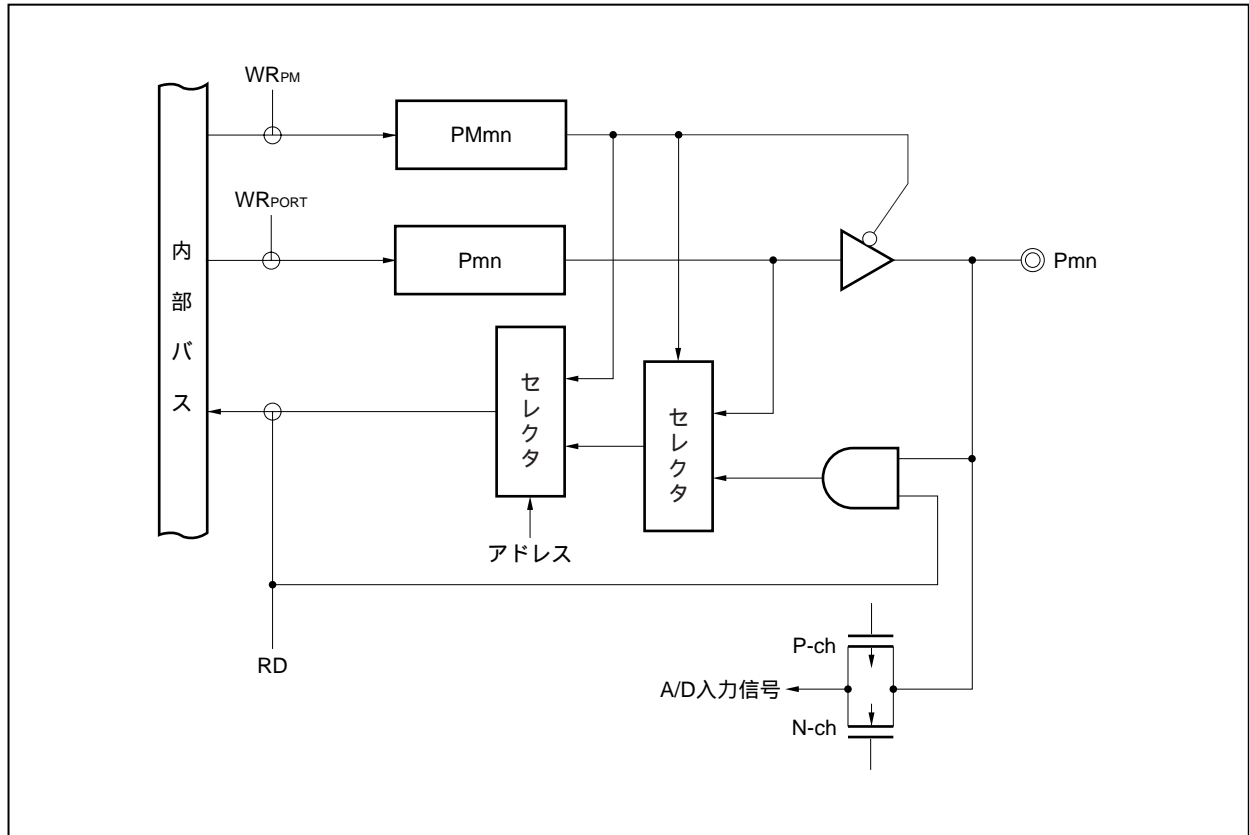 WRPM
PMmn
WRPORT
Pmn
Pmn
内部バス
セレクタ
セレクタ
アドレス
RD
P-ch
A/D入力信号
N-ch